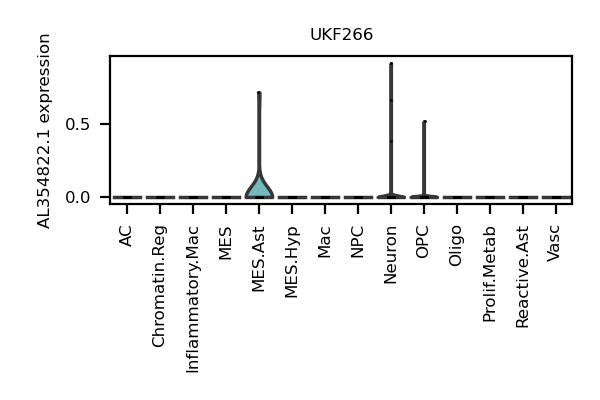 UKF266
AL354822.1 expression
0.5
0.0
AC
Chromatin.Reg
Inflammatory.Mac
MES
MES.Ast
MES.Hyp
Mac
NPC
Neuron
OPC
Oligo
Prolif.Metab
Reactive.Ast
Vasc